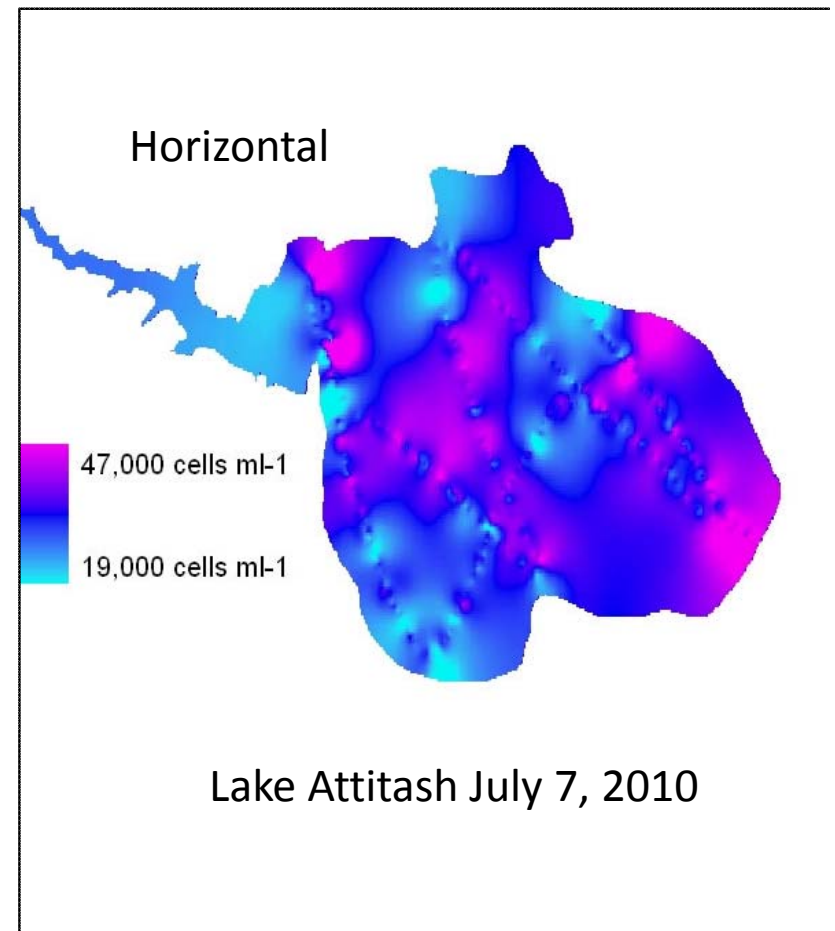 Horizontal
47,000 cells ml-1
19,000 cells ml-1
Lake Attitash July 7, 2010